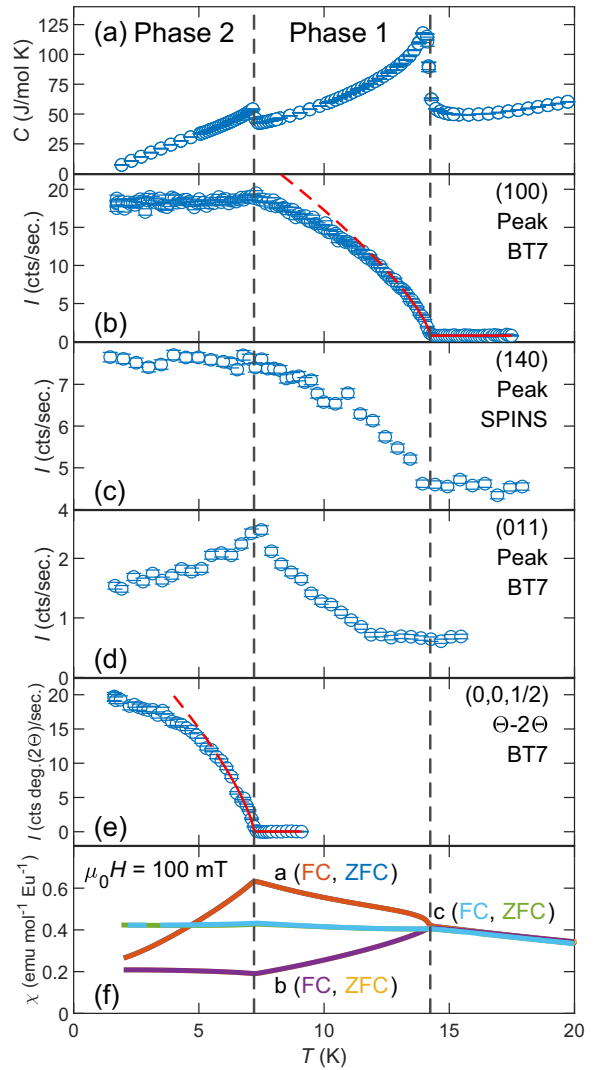 (a) Phase 2 Phase 1
125
100
75
50
25
0
C (J/mol K)
20
15
10
5
0
I (cts/sec.)
(100)
Peak
BT7
(b)
7
6
5
4
I (cts/sec.)
(140)
Peak
SPINS
(c)
2
1
0
I (cts/sec.)
(011)
Peak
BT7
(d)
20
15
10
5
0
I (cts deg.(2Θ)/sec.)
(0,0,1/2)
Θ-2Θ
BT7
(e)
μ0H = 100 mT
a (FC, ZFC)
c (FC, ZFC)
b (FC, ZFC)
0.6
0.4
0.2
0
χ (emu mol⁻¹ Eu⁻¹)
(f)
0 5 10 15 20
T (K)